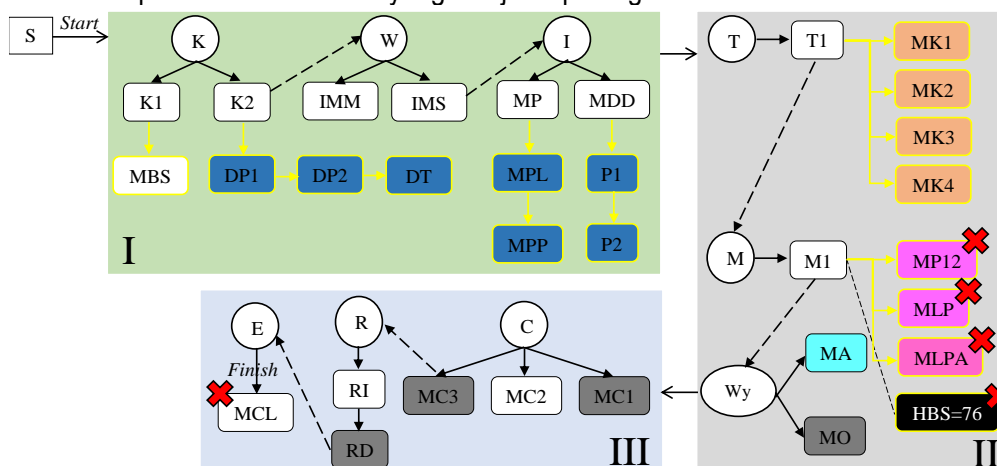 S
Start
K
W
I
K1
K2
IMM
IMS
MP
MDD
MBS
DP1
DP2
DT
MPL
P1
MPP
P2
I
T
T1
MK1
MK2
MK3
MK4
M
M1
MP12
MLP
MLPA
HBS=76
Wy
MA
MO
II
C
MC3
MC2
MC1
R
RI
RD
E
Finish
MCL
III